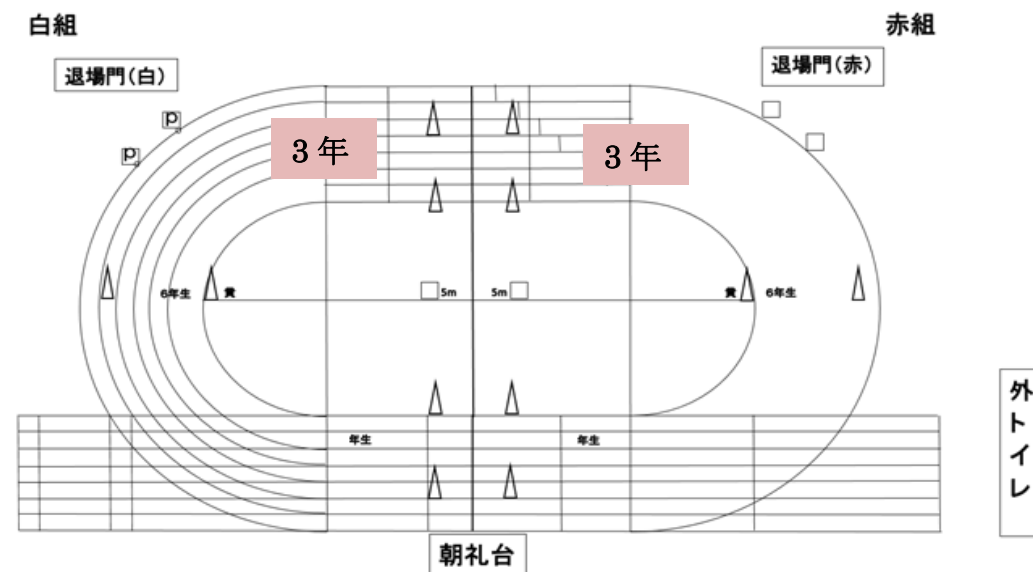 白組
赤組
退場門(白)
退場門(赤)
p
p
3年
3年
6年生
黄
5m
5m
黄
6年生
年生
年生
外トイレ
朝礼台